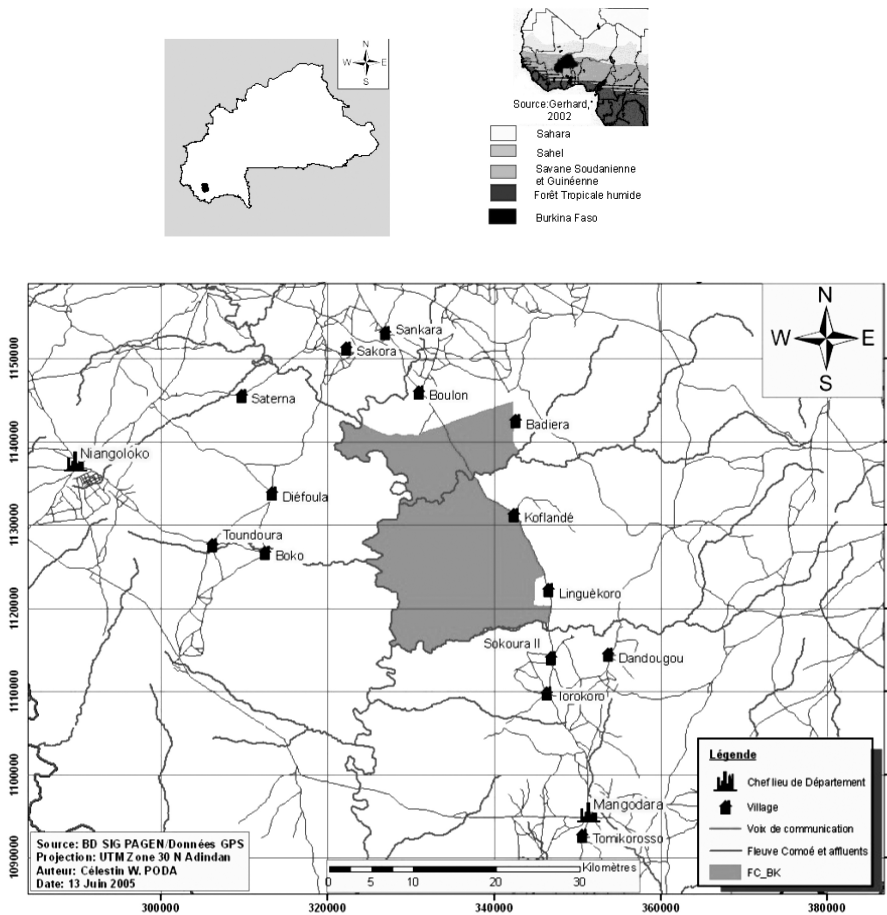 N
W E
S
Source:Gerhard,
2002
Sahara
Sahel
Savane Soudanienne
et Guinéenne
Forêt Tropicale humide
Burkina Faso
N
W E
S
Sankara
Sakora
Saterna
Boulon
Badiera
Niangoloko
Diéfoula
Koflandé
Toundoura
Boko
Linguèkoro
Sokoura II
Dandougou
Torokoro
Mangodara
Tomikorosso
1150000
1140000
1130000
1120000
1110000
1100000
1090000
Légende
Chef lieu de Département
Village
Voix de communication
Fleuve Comoé et affluents
FC_BK
Source: BD SIG PAGEN/Données GPS
Projection: UTM Zone 30 N Adindan
Auteur: Célestin W. PODA
Date: 13 Juin 2005
Kilomètres
0 5 10 20 30
300000 320000 340000 360000 380000